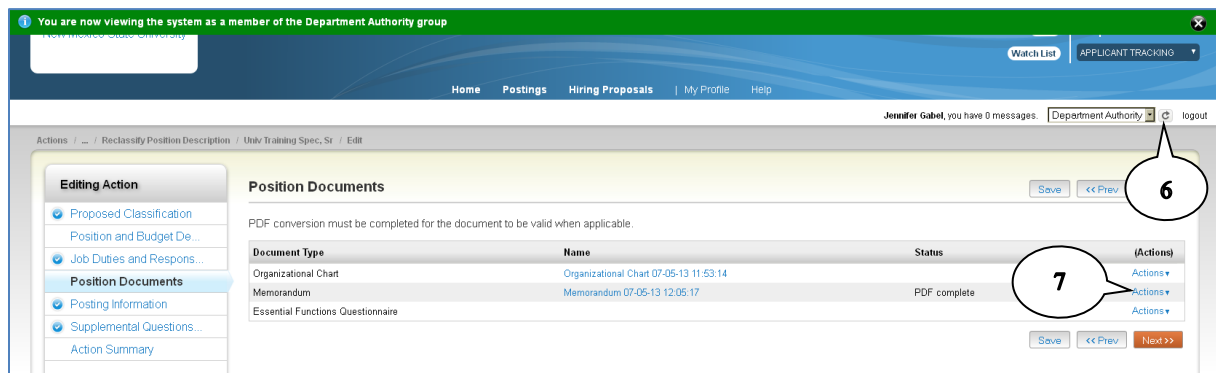 You are now viewing the system as a member of the Department Authority group
New Mexico State University
Watch List APPLICANT TRACKING
Home Postings Hiring Proposals | My Profile Help
Jennifer Gabel, you have 0 messages. Department Authority logout
Actions / ... / Reclassify Position Description / Univ Training Spec, Sr / Edit
Editing Action
Proposed Classification
Position and Budget De...
Job Duties and Respons...
Position Documents
Posting Information
Supplemental Questions...
Action Summary
Position Documents
Save << Prev
6
PDF conversion must be completed for the document to be valid when applicable.
Document Type Name Status (Actions)
Organizational Chart Organizational Chart 07-05-13 11:53:14 Actions
Memorandum Memorandum 07-05-13 12:05:17 PDF complete Actions
7
Essential Functions Questionnaire Actions
Save << Prev Next >>